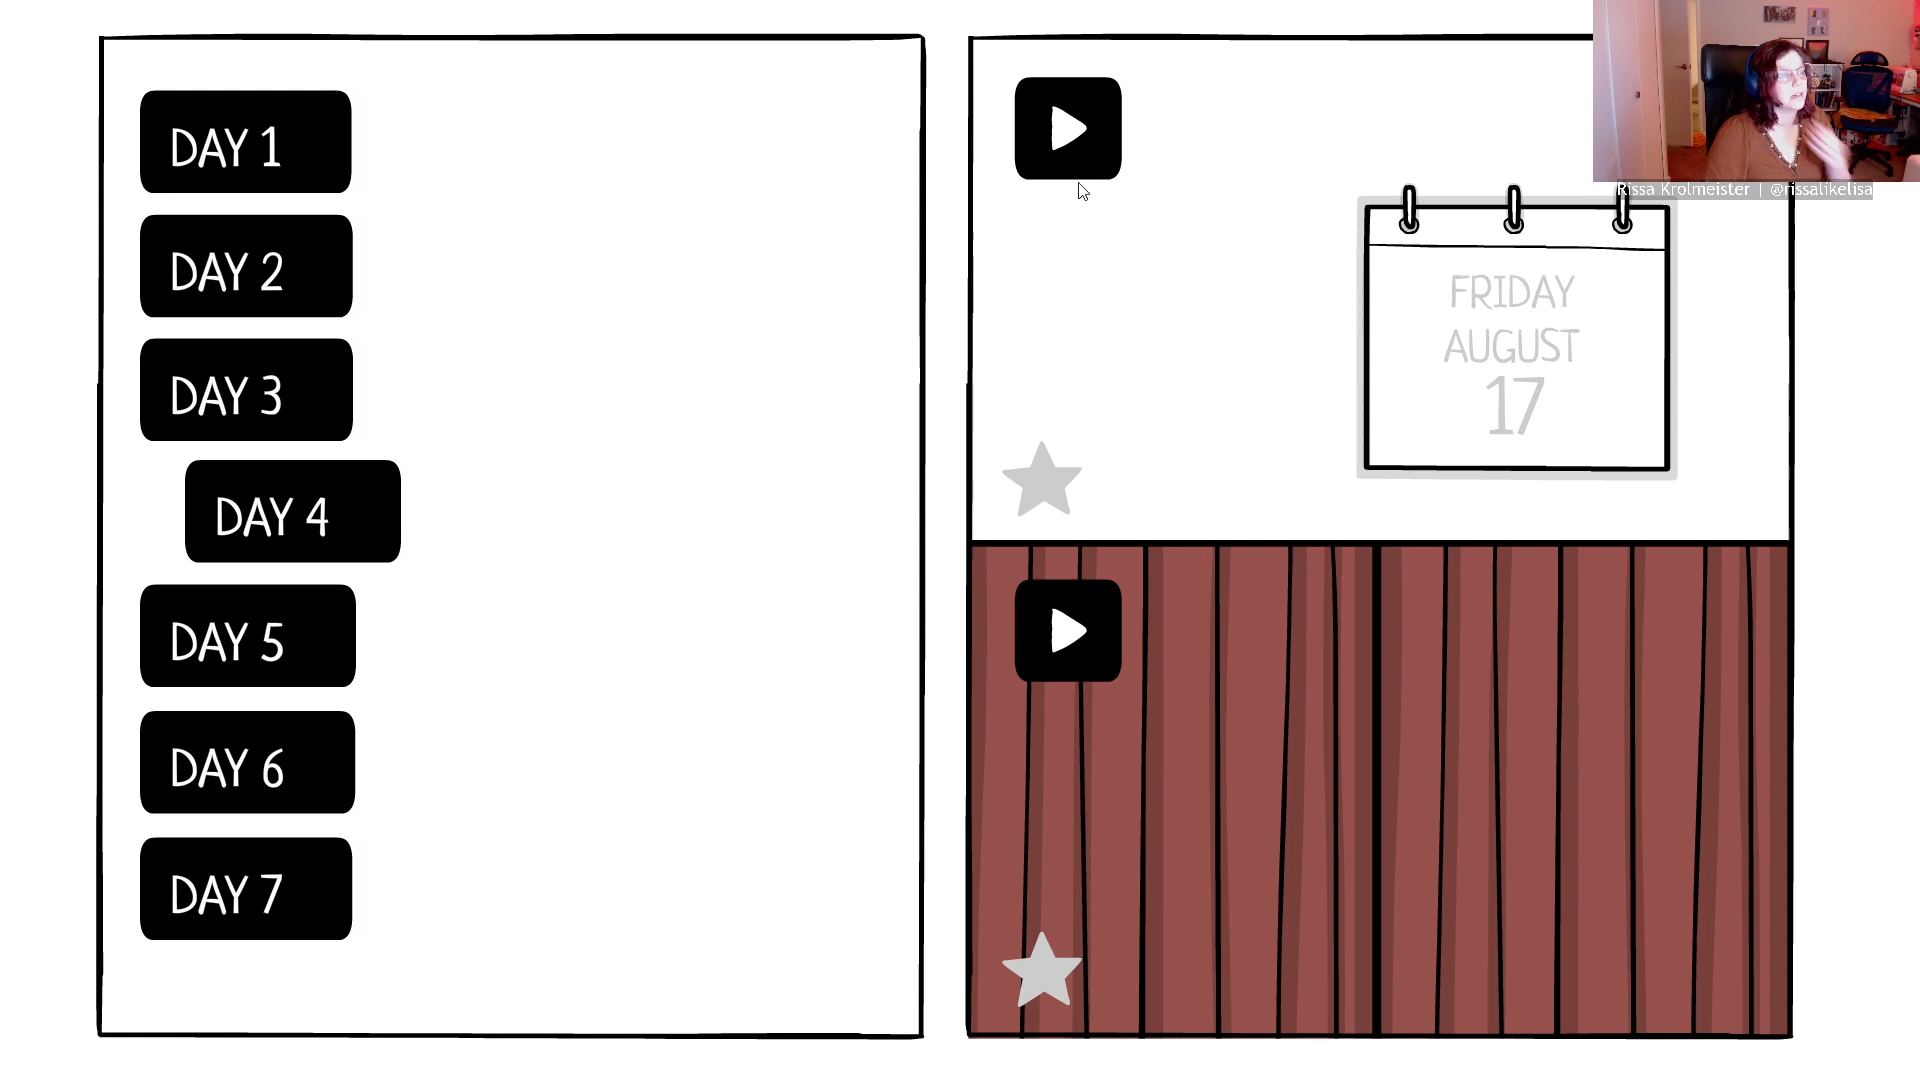 DAY 1
DAY 2
DAY 3
DAY 4
DAY 5
DAY 6
DAY 7
Rissa Krolmeister | @rissalikelisa
FRIDAY
AUGUST
17